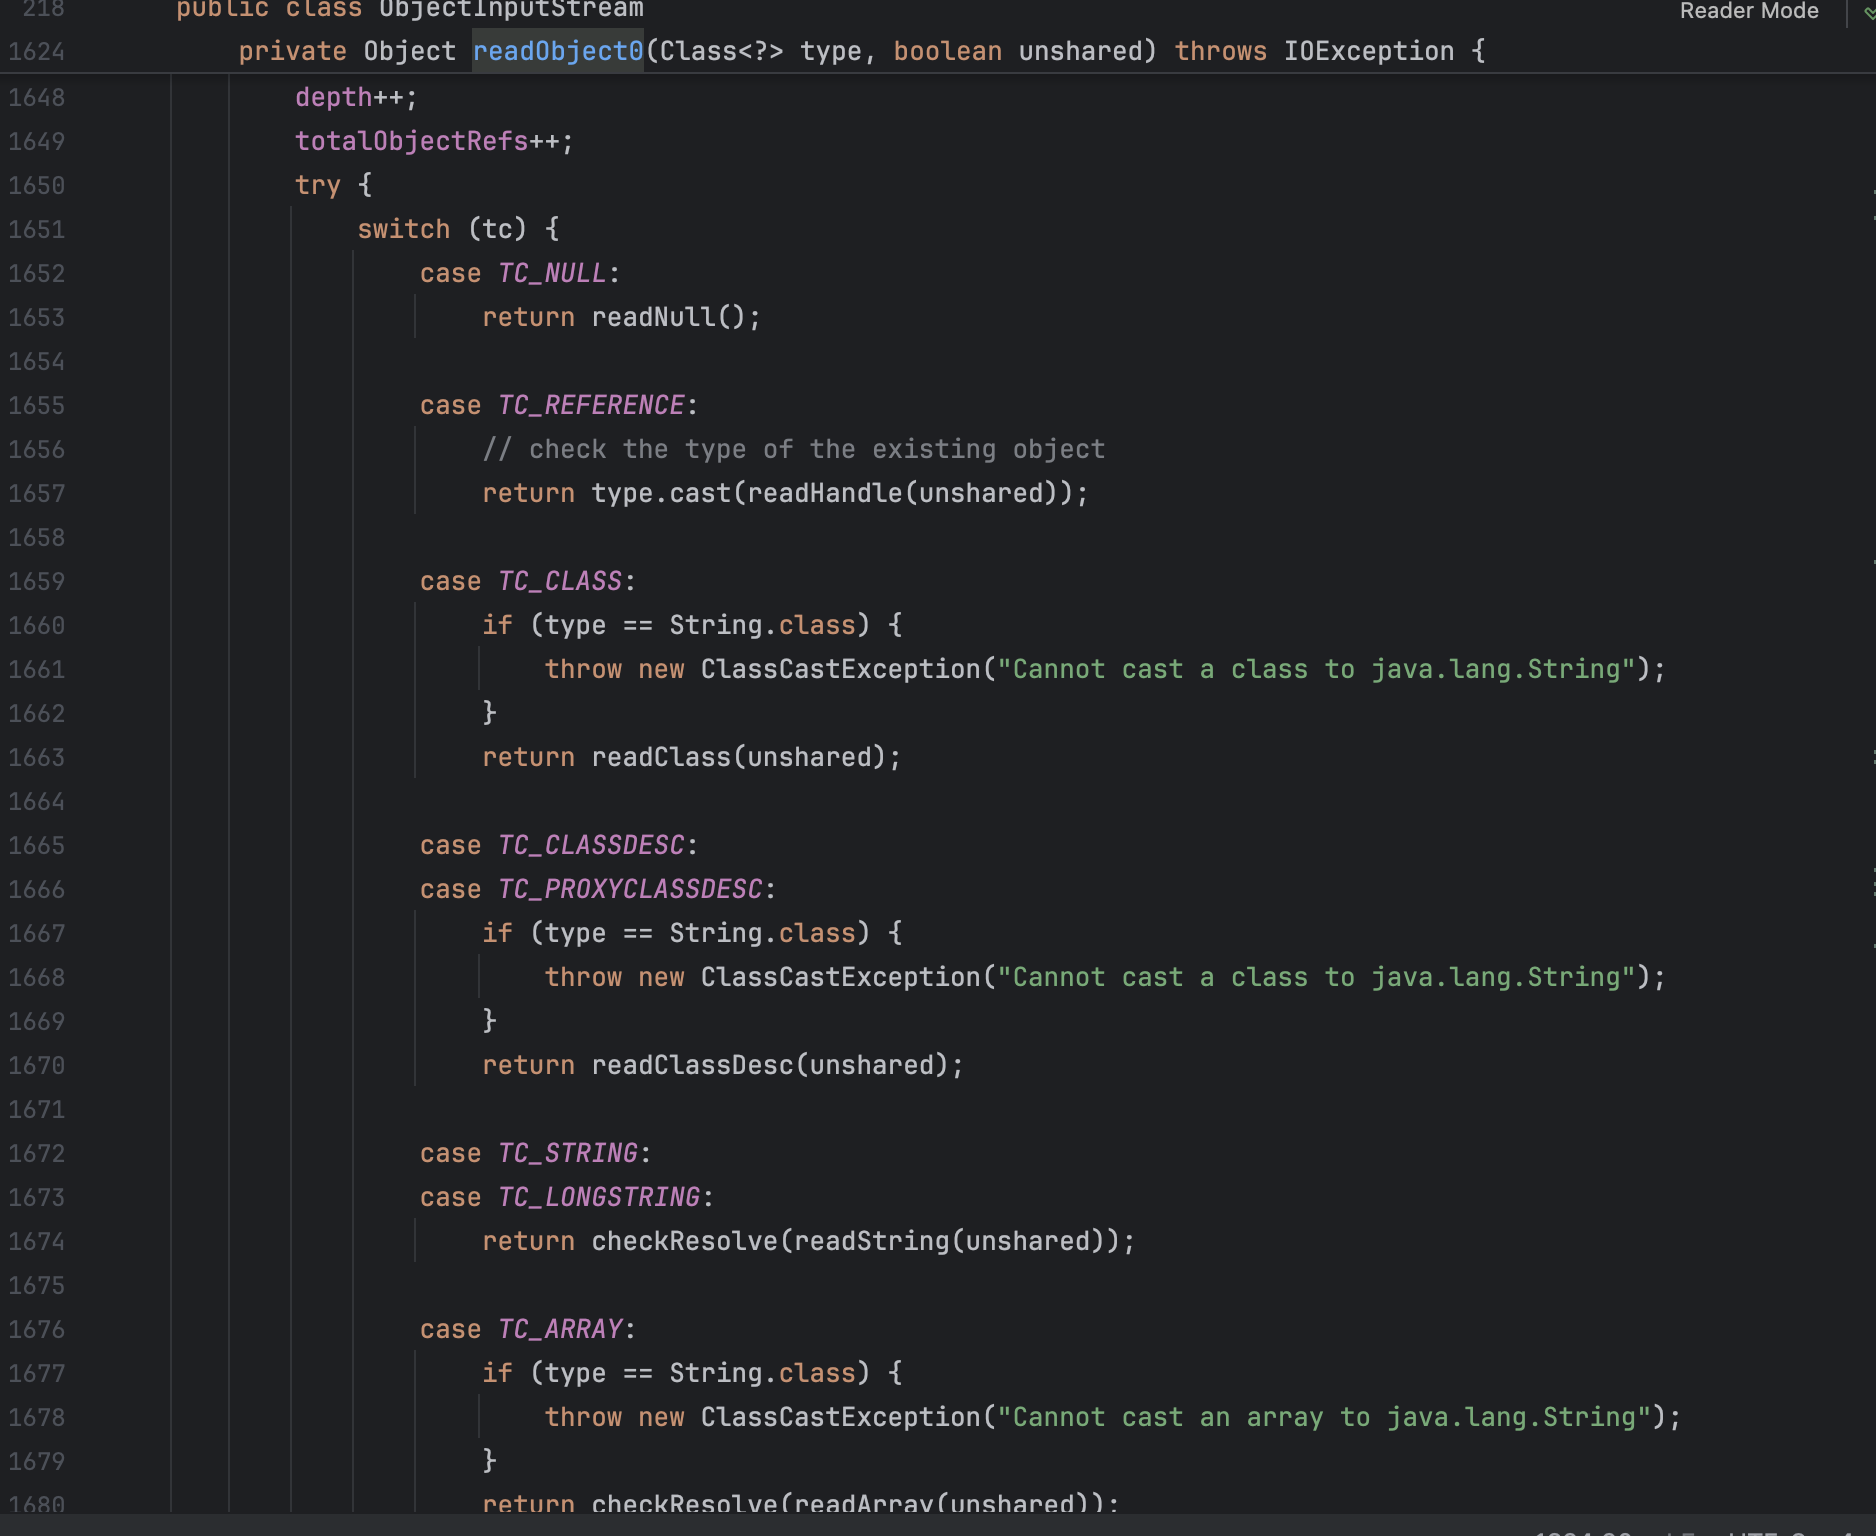 218 public class ObjectInputStream Reader Mode
1624 private Object readObject0(Class<?> type, boolean unshared) throws IOException {
1648 depth++;
1649 totalObjectRefs++;
1650 try {
1651 switch (tc) {
1652 case TC_NULL:
1653 return readNull();
1654
1655 case TC_REFERENCE:
1656 // check the type of the existing object
1657 return type.cast(readHandle(unshared));
1658
1659 case TC_CLASS:
1660 if (type == String.class) {
1661 throw new ClassCastException("Cannot cast a class to java.lang.String");
1662 }
1663 return readClass(unshared);
1664
1665 case TC_CLASSDESC:
1666 case TC_PROXYCLASSDESC:
1667 if (type == String.class) {
1668 throw new ClassCastException("Cannot cast a class to java.lang.String");
1669 }
1670 return readClassDesc(unshared);
1671
1672 case TC_STRING:
1673 case TC_LONGSTRING:
1674 return checkResolve(readString(unshared));
1675
1676 case TC_ARRAY:
1677 if (type == String.class) {
1678 throw new ClassCastException("Cannot cast an array to java.lang.String");
1679 }
1680 return checkResolve(readArray(unshared));